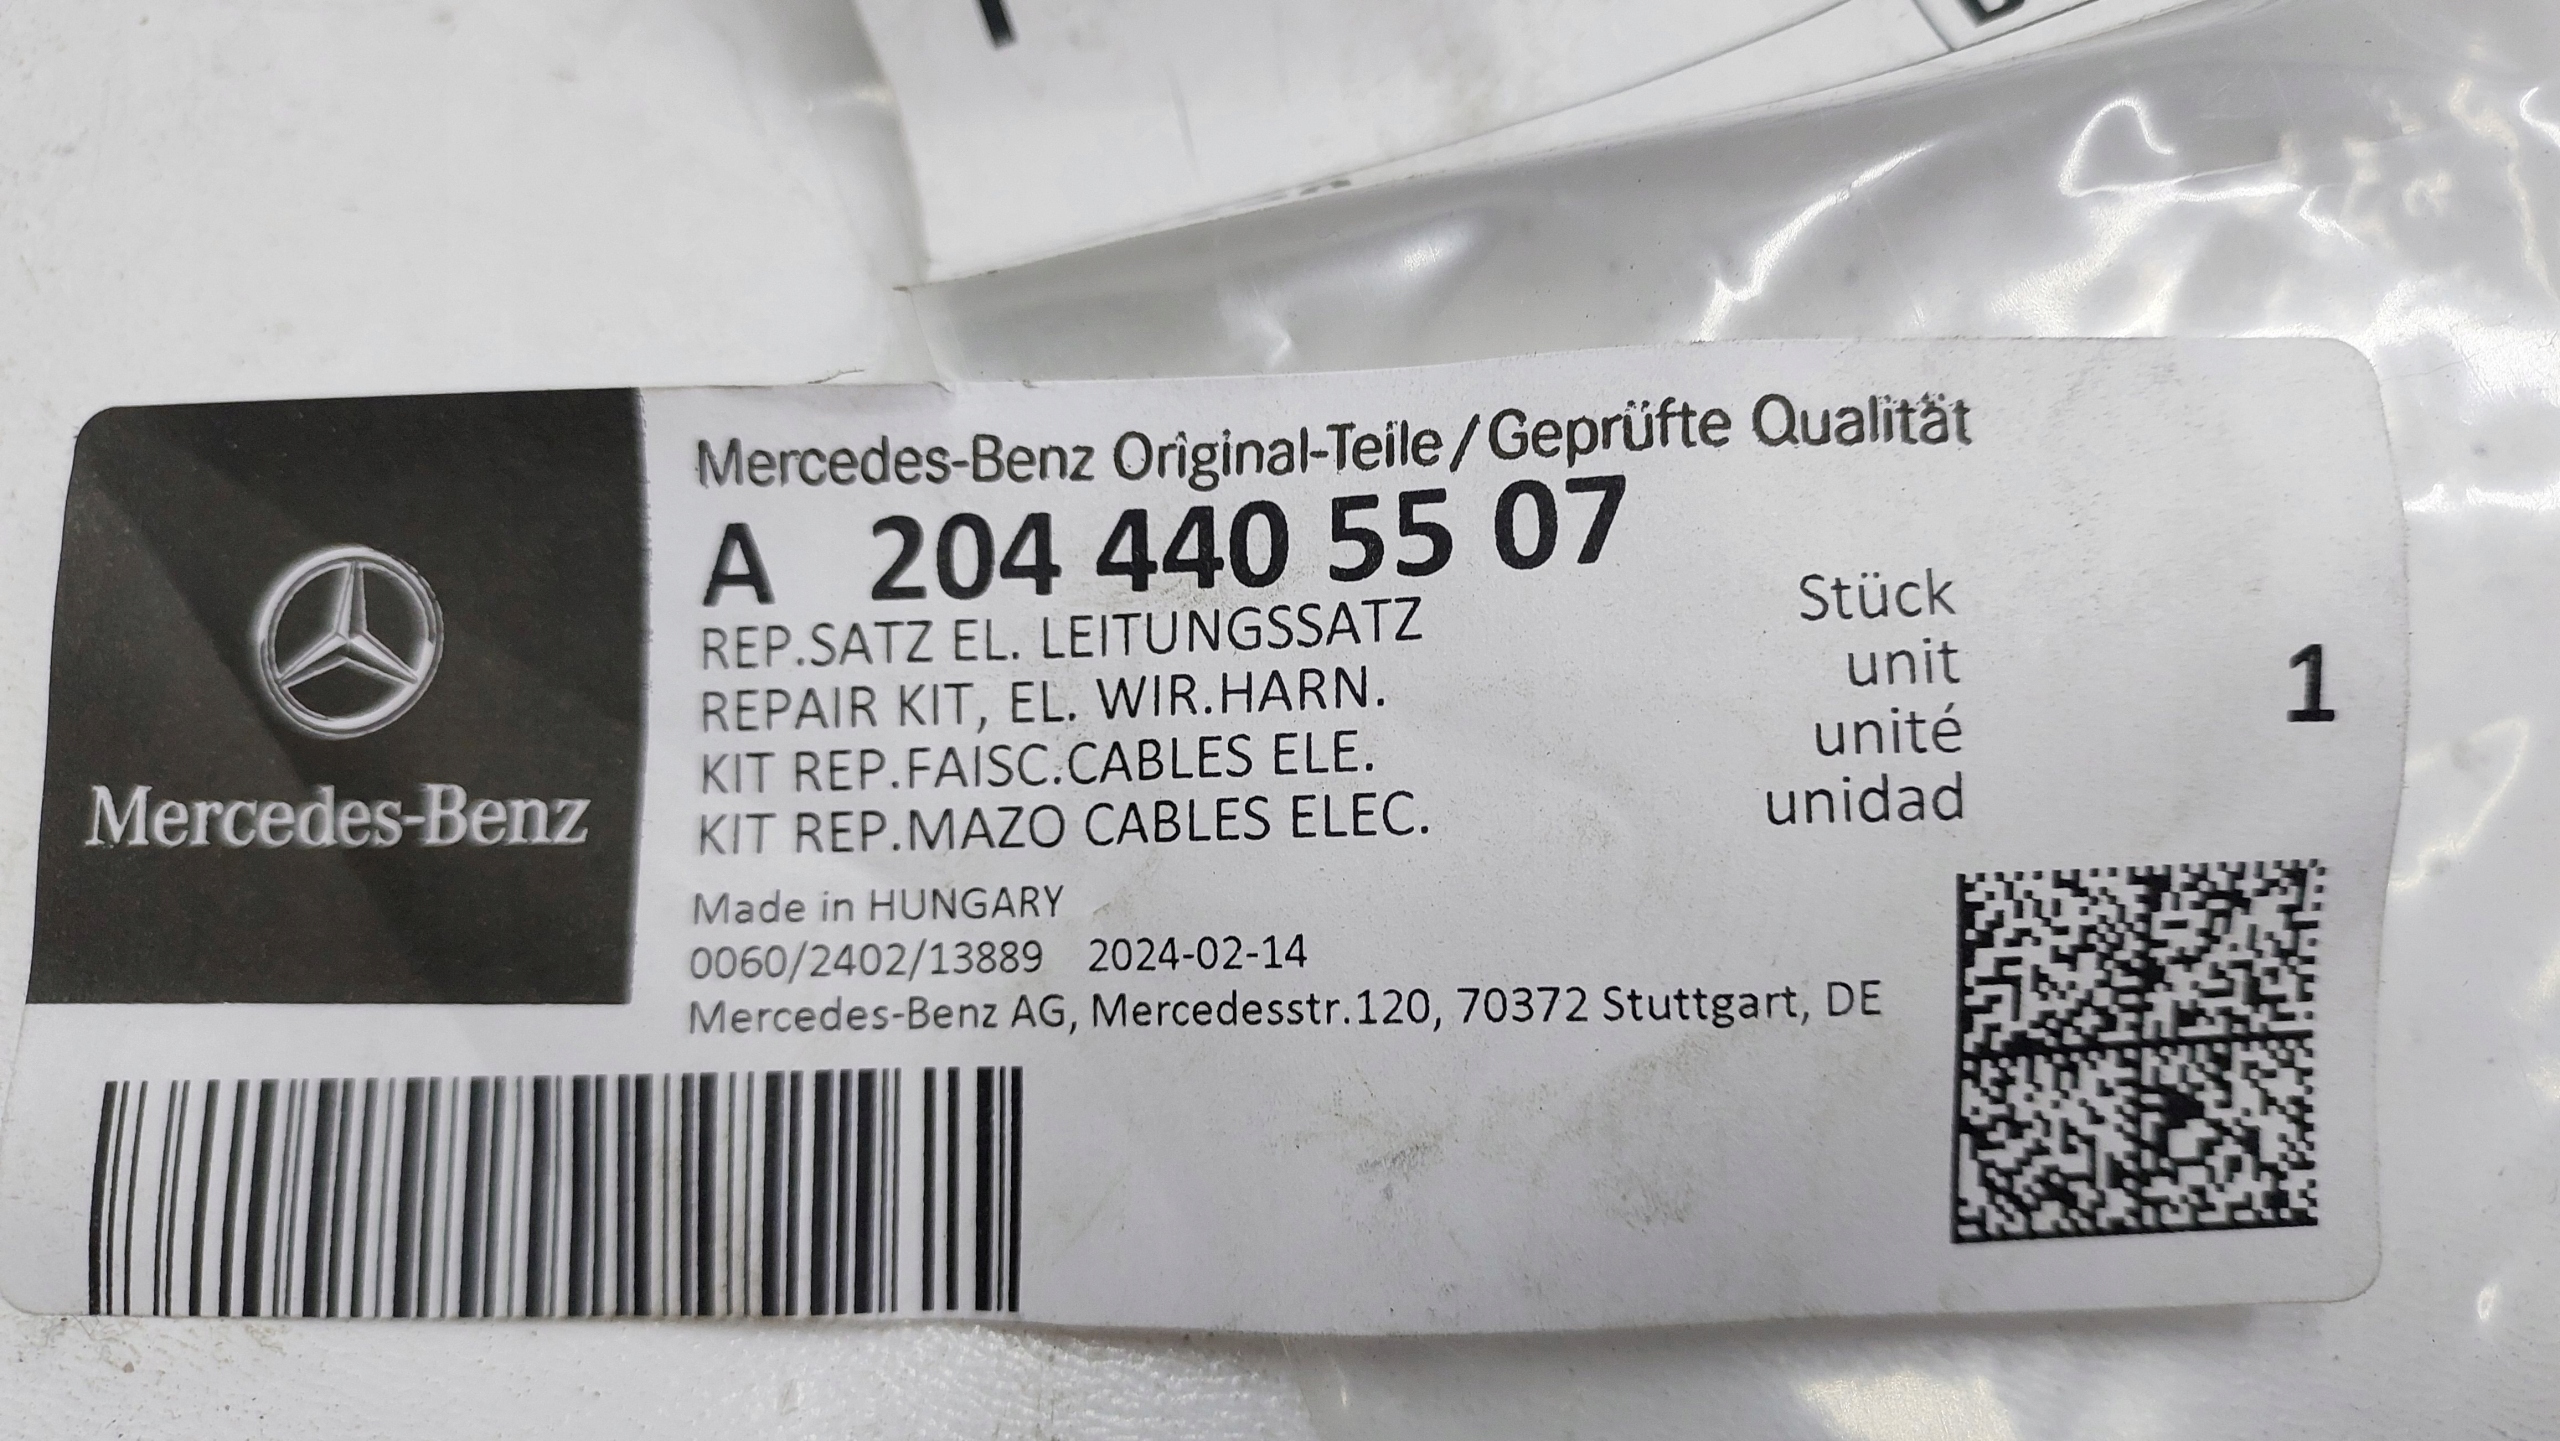 Mercedes-Benz
Mercedes-Benz Original-Teile/Geprüfte Qualität
A 204 440 55 07
REP.SATZ EL. LEITUNGSSATZ
REPAIR KIT, EL. WIR.HARN.
KIT REP.FAISC.CABLES ELE.
KIT REP.MAZO CABLES ELEC.
Stück
unit
unité
unidad
1
Made in HUNGARY
0060/2402/13889 2024-02-14
Mercedes-Benz AG, Mercedesstr.120, 70372 Stuttgart, DE